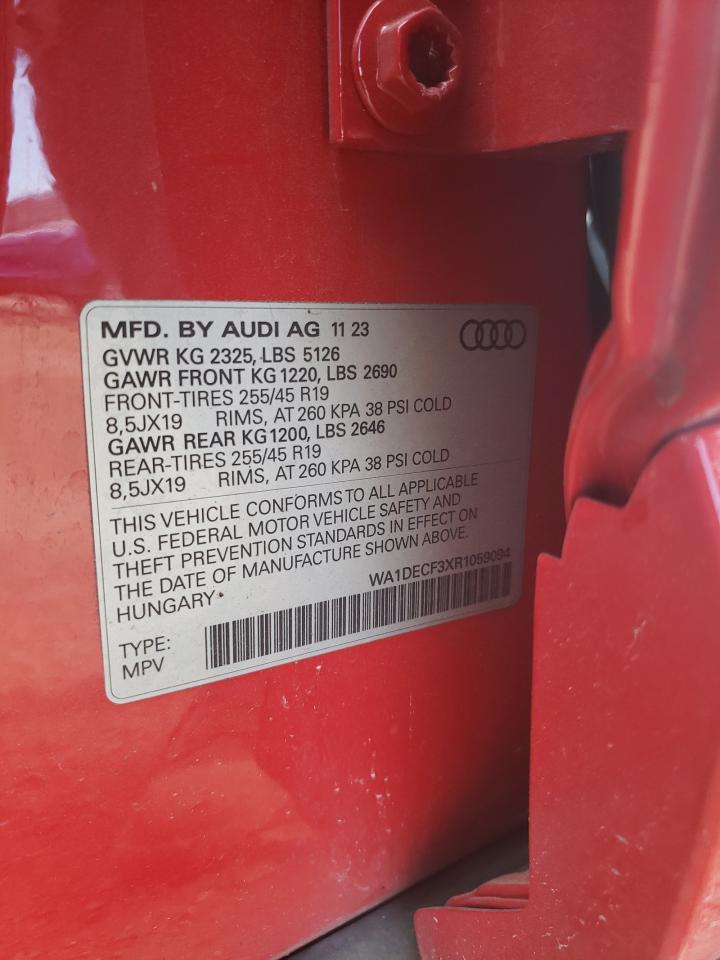 MFD. BY AUDI AG 11 23
GVWR KG 2325, LBS 5126
GAWR FRONT KG 1220, LBS 2690
FRONT-TIRES 255/45 R19
8,5JX19 RIMS, AT 260 KPA 38 PSI COLD
GAWR REAR KG1200, LBS 2646
REAR-TIRES 255/45 R19
8,5JX19 RIMS, AT 260 KPA 38 PSI COLD
THIS VEHICLE CONFORMS TO ALL APPLICABLE
U.S. FEDERAL MOTOR VEHICLE SAFETY AND
THEFT PREVENTION STANDARDS IN EFFECT ON
THE DATE OF MANUFACTURE SHOWN ABOVE.
HUNGARY
WA1DECF3XR1059094
TYPE:
MPV